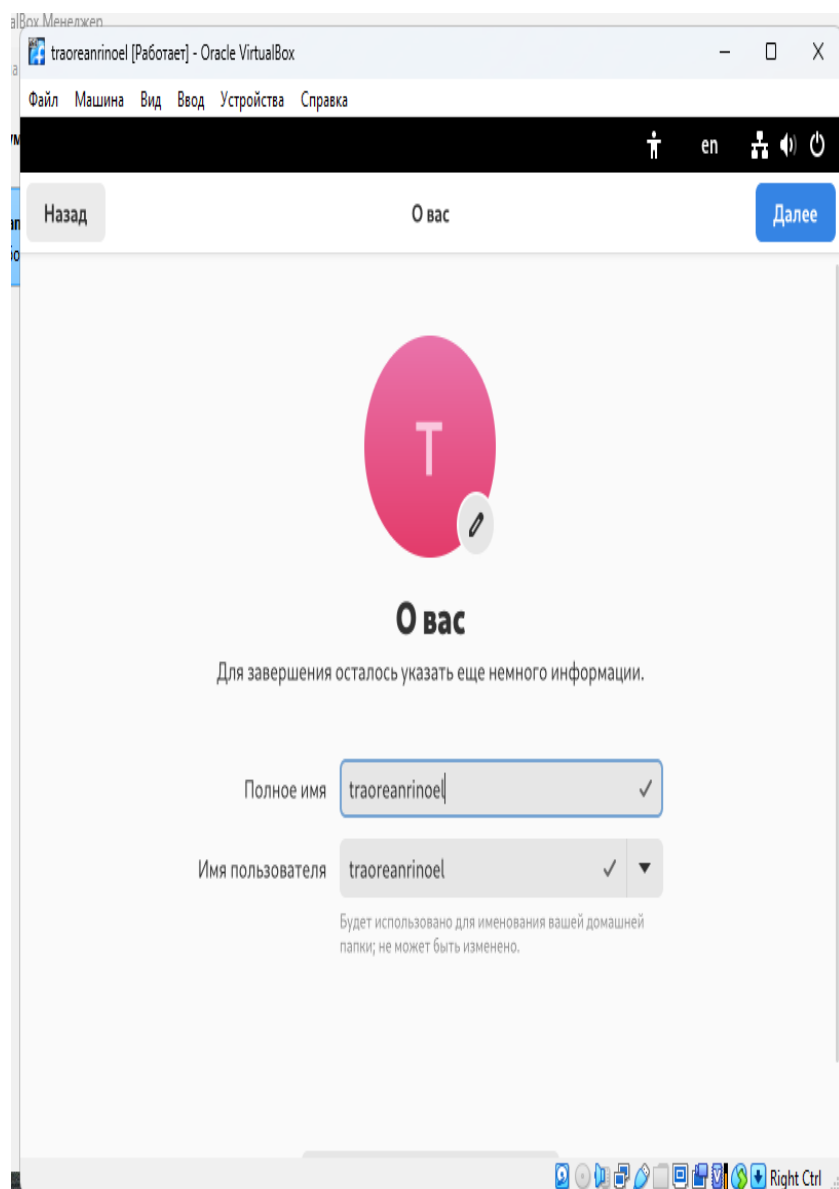 alBox Менеджер
traoreanrinoel [Работает] - Oracle VirtualBox
Файл Машина Вид Ввод Устройства Справка
en
Назад О вас Далее
T
О вас
Для завершения осталось указать еще немного информации.
Полное имя traoreanrinoel
Имя пользователя traoreanrinoel
Будет использовано для именования вашей домашней
папки; не может быть изменено.
Right Ctrl